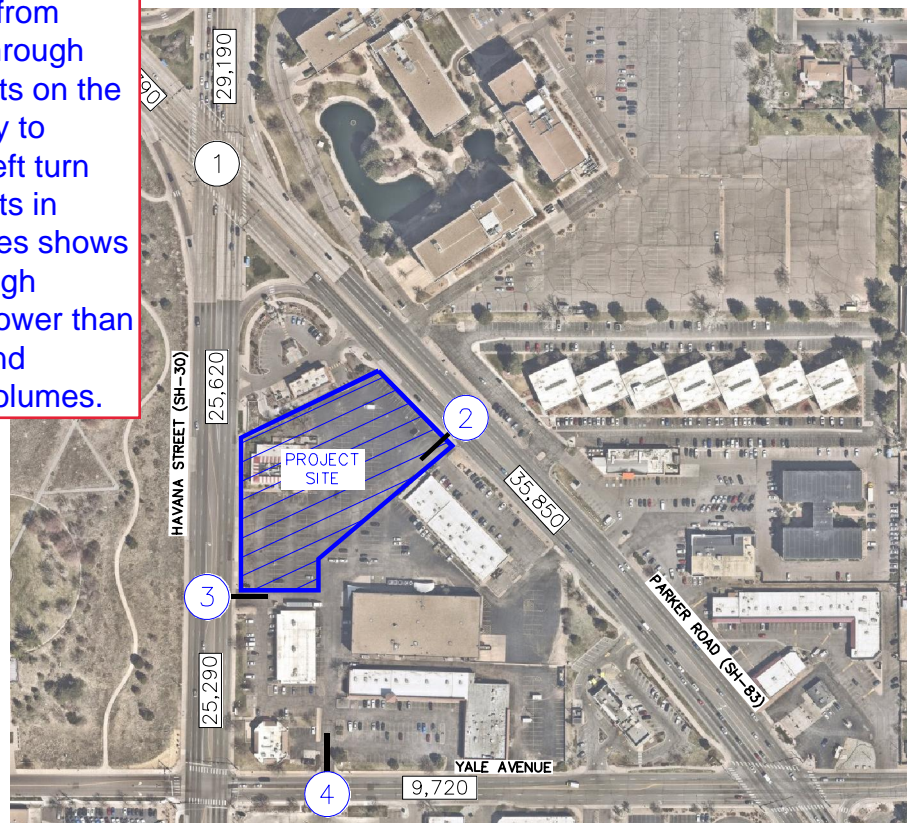 from
rough
ts on the
y to
eft turn
ts in
es shows
gh
ower than
nd
olumes.
29,190
1
HAVANA STREET (SH-30)
25,620
PROJECT
SITE
2
35,850
3
25,290
PARKER ROAD (SH-83)
YALE AVENUE
9,720
4